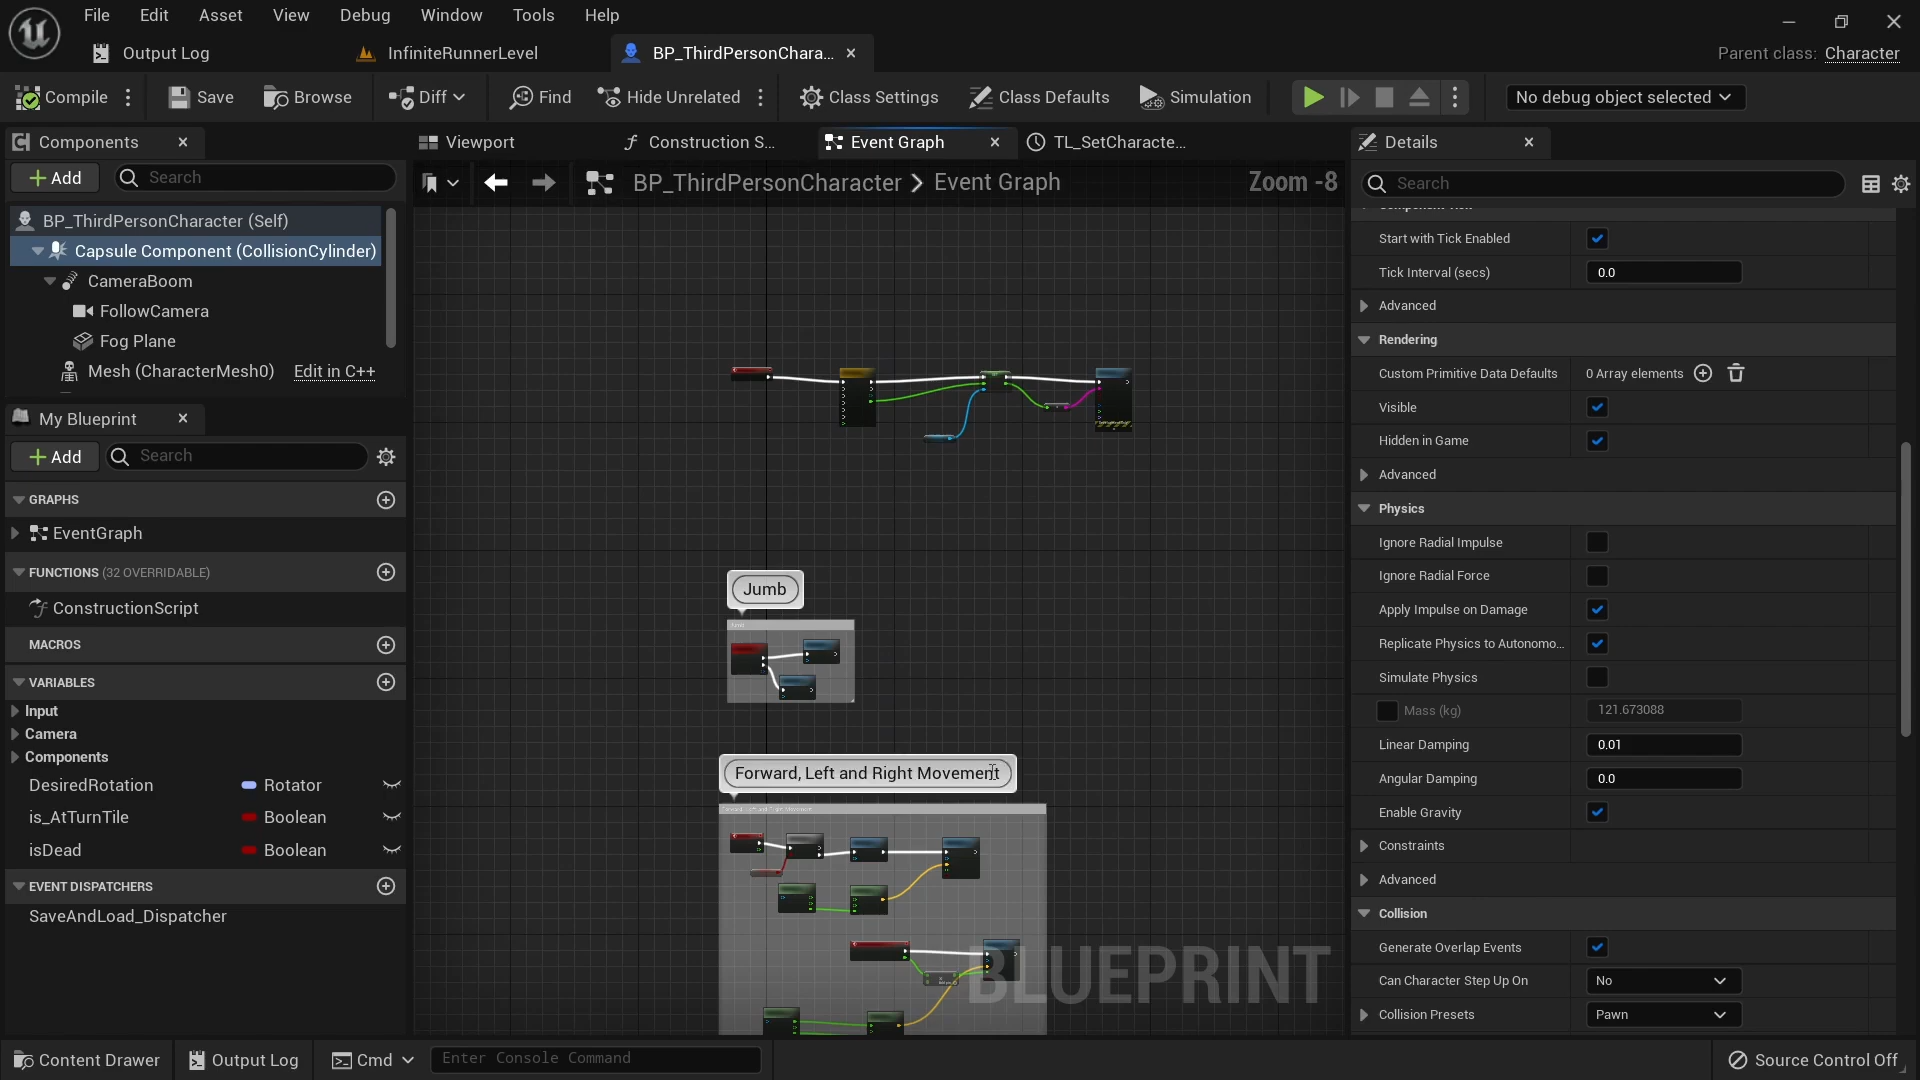 File Edit Asset View Debug Window Tools Help
Output Log InfiniteRunnerLevel BP_ThirdPersonChara... Parent class: Character
Compile Save Browse Diff Find Hide Unrelated Class Settings Class Defaults Simulation No debug object selected
Components Viewport Construction S... Event Graph TL_SetCharacte... Details
Add Search BP_ThirdPersonCharacter Event Graph Zoom -8 Search
BP_ThirdPersonCharacter (Self)
Capsule Component (CollisionCylinder)
CameraBoom
FollowCamera
Fog Plane
Mesh (CharacterMesh0) Edit in C++
My Blueprint
Add Search
GRAPHS
EventGraph
FUNCTIONS (32 OVERRIDABLE)
ConstructionScript
MACROS
VARIABLES
Input
Camera
Components
DesiredRotation Rotator
is_AtTurnTile Boolean
isDead Boolean
EVENT DISPATCHERS
SaveAndLoad_Dispatcher
Jumb
Forward, Left and Right Movement
Forward, Left and Right Movement
BLUEPRINT
Start with Tick Enabled
Tick Interval (secs) 0.0
Advanced
Rendering
Custom Primitive Data Defaults 0 Array elements
Visible
Hidden in Game
Advanced
Physics
Ignore Radial Impulse
Ignore Radial Force
Apply Impulse on Damage
Replicate Physics to Autonomo...
Simulate Physics
Mass (kg) 121.673088
Linear Damping 0.01
Angular Damping 0.0
Enable Gravity
Constraints
Advanced
Collision
Generate Overlap Events
Can Character Step Up On No
Collision Presets Pawn
Content Drawer Output Log Cmd Enter Console Command Source Control Off